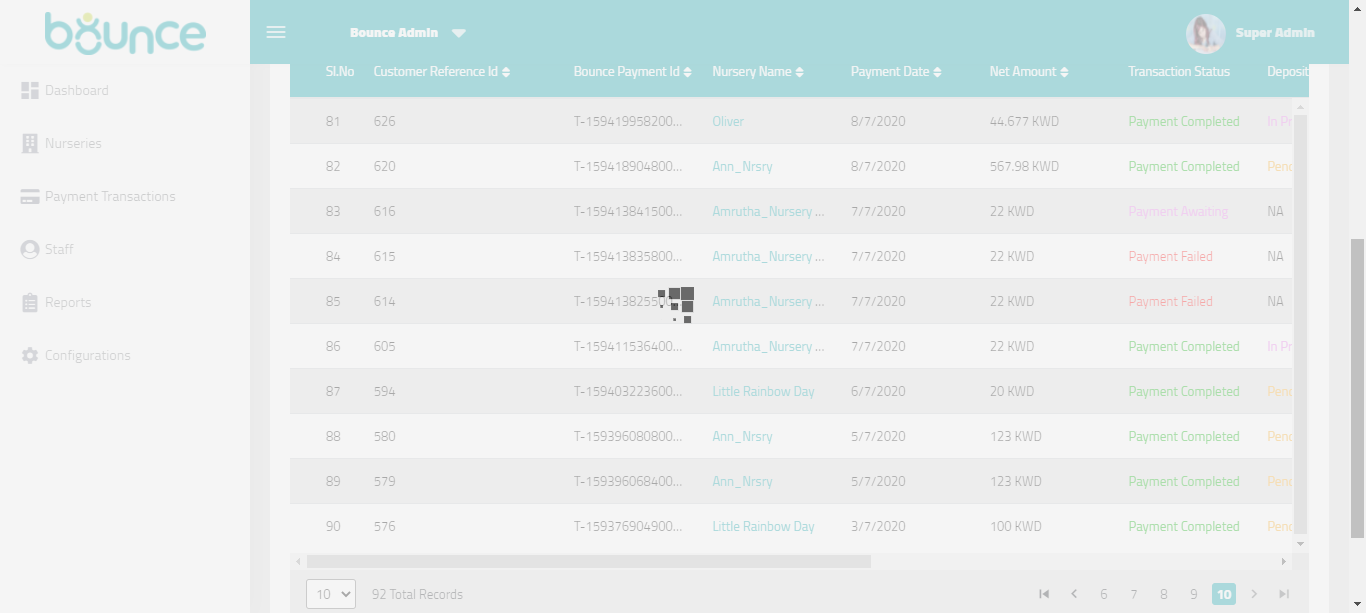 bounce
Bounce Admin
Super Admin
Sl.No Customer Reference Id Bounce Payment Id Nursery Name Payment Date Net Amount Transaction Status Deposit
Dashboard
Nurseries
Payment Transactions
Staff
Reports
Configurations
81 626 T-159419958200... Oliver 8/7/2020 44.677 KWD Payment Completed In Pr
82 620 T-159418904800... Ann_Nrsry 8/7/2020 567.98 KWD Payment Completed Pend
83 616 T-159413841500... Amrutha_Nursery ... 7/7/2020 22 KWD Payment Awaiting NA
84 615 T-159413835800... Amrutha_Nursery ... 7/7/2020 22 KWD Payment Failed NA
85 614 T-15941382550 Amrutha_Nursery ... 7/7/2020 22 KWD Payment Failed NA
86 605 T-159411536400... Amrutha_Nursery ... 7/7/2020 22 KWD Payment Completed In Pr
87 594 T-159403223600... Little Rainbow Day 6/7/2020 20 KWD Payment Completed Pend
88 580 T-159396080800... Ann_Nrsry 5/7/2020 123 KWD Payment Completed Pend
89 579 T-159396068400... Ann_Nrsry 5/7/2020 123 KWD Payment Completed Pend
90 576 T-159376904900... Little Rainbow Day 3/7/2020 100 KWD Payment Completed Pend
10 92 Total Records 6 7 8 9 10